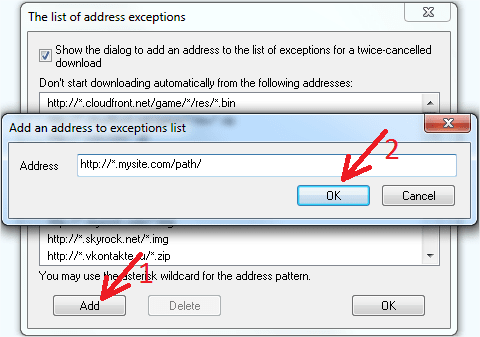 The list of address exceptions
Show the dialog to add an address to the list of exceptions for a twice-cancelled
download
Don't start downloading automatically from the following addresses:
http://*.cloudfront.net/game/*/res/*.bin
Add an address to exceptions list
2
Address http://*.mysite.com/path/
OK Cancel
http://*.skyrock.net/*.img
http://*.vkontakte.ru/*.zip
You may use the asterisk wildcard for the address pattern.
1
Add Delete OK